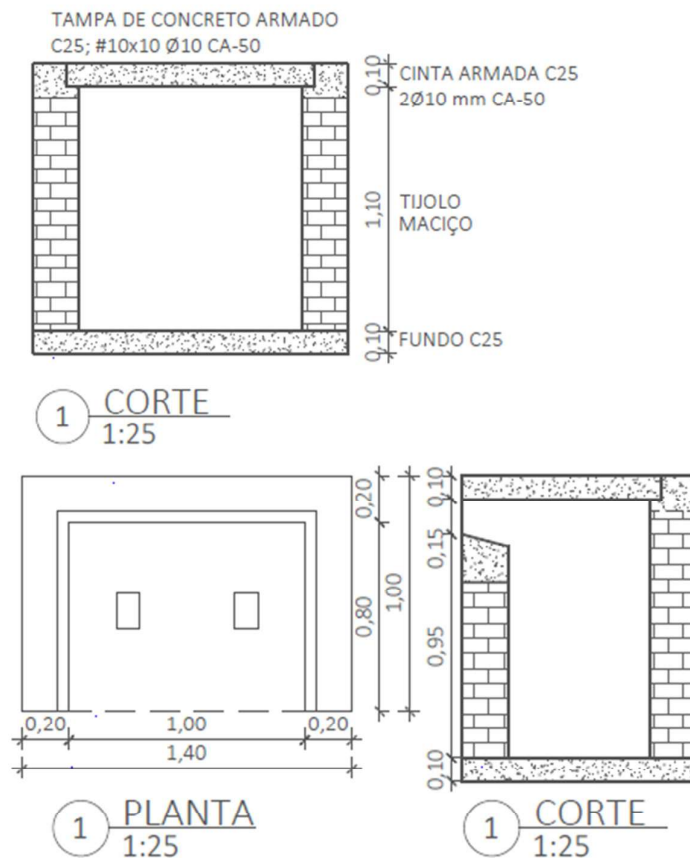 TAMPA DE CONCRETO ARMADO
C25; #10x10 Ø10 CA-50
0,10
CINTA ARMADA C25
2Ø10 mm CA-50
1,10
TIJOLO
MACIÇO
0,10
FUNDO C25
1
CORTE
1:25
0,20
0,80
1,00
0,20
1,00
0,20
1,40
1
PLANTA
1:25
0,10
0,15
0,95
0,10
1
CORTE
1:25